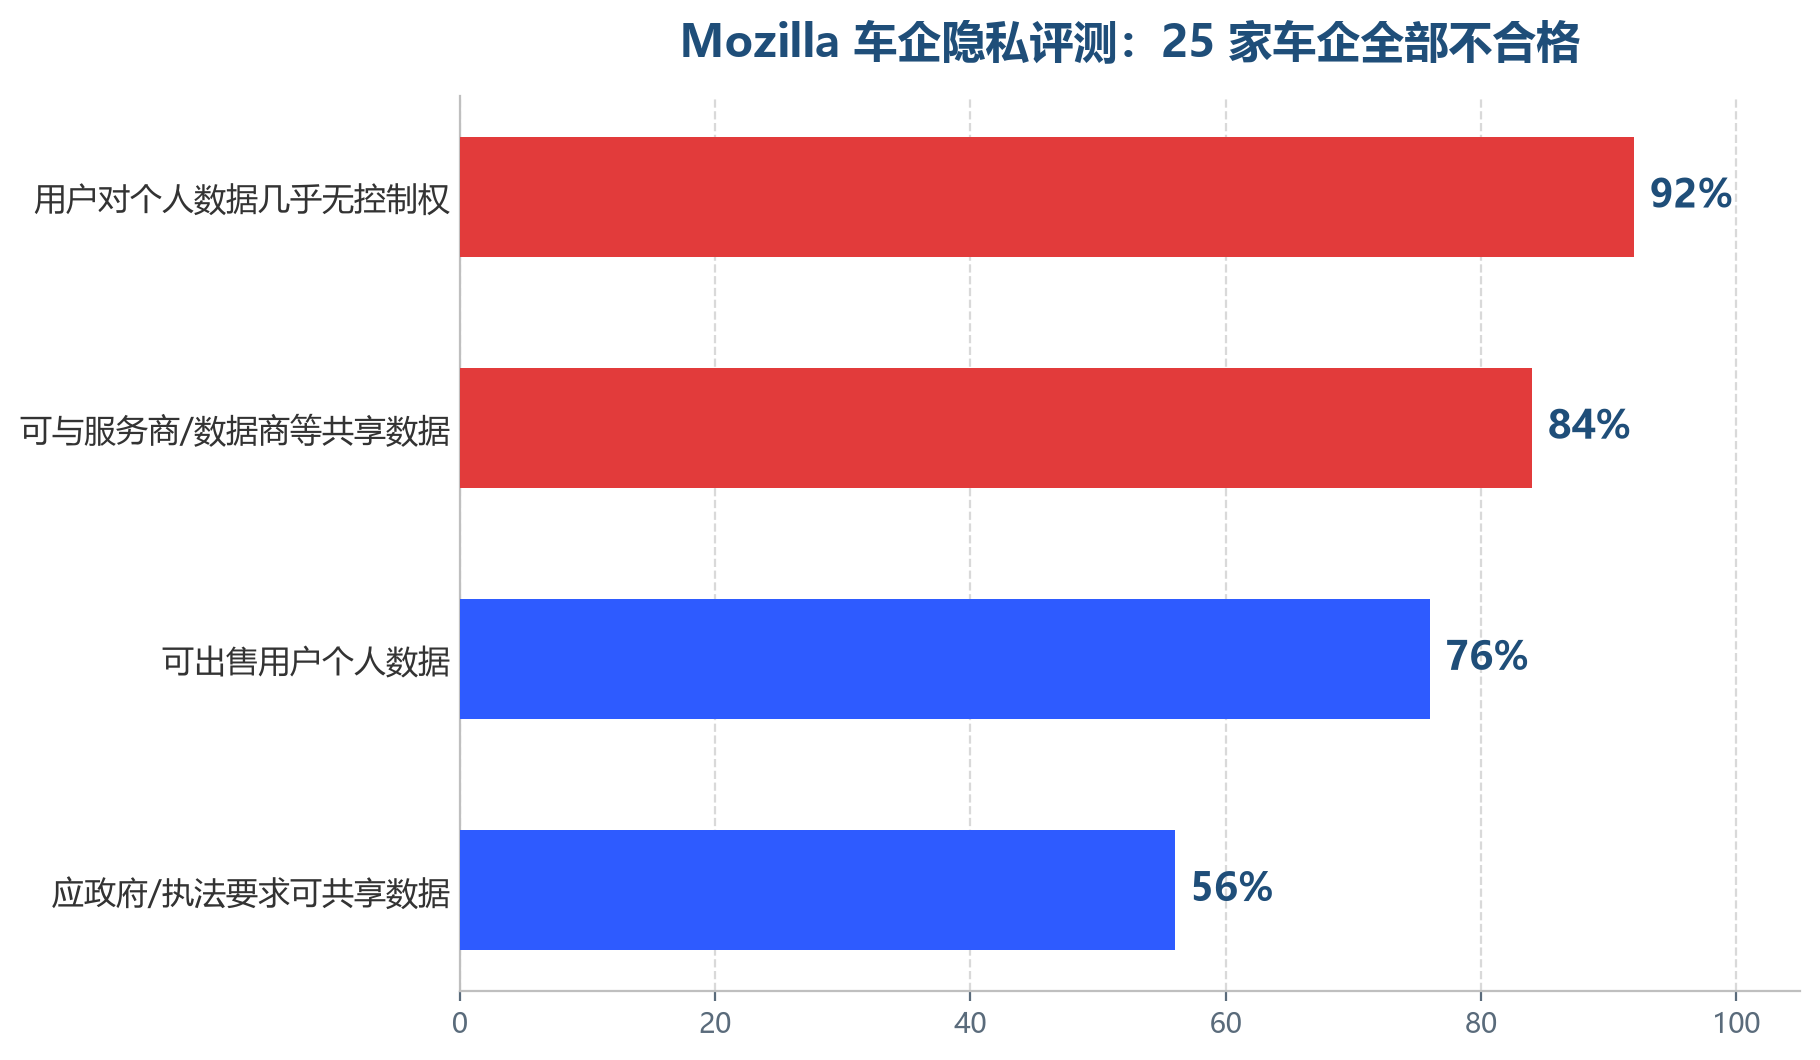 Mozilla 车企隐私评测：25 家车企全部不合格
用户对个人数据几乎无控制权
92%
可与服务商/数据商等共享数据
84%
可出售用户个人数据
76%
应政府/执法要求可共享数据
56%
0 20 40 60 80 100